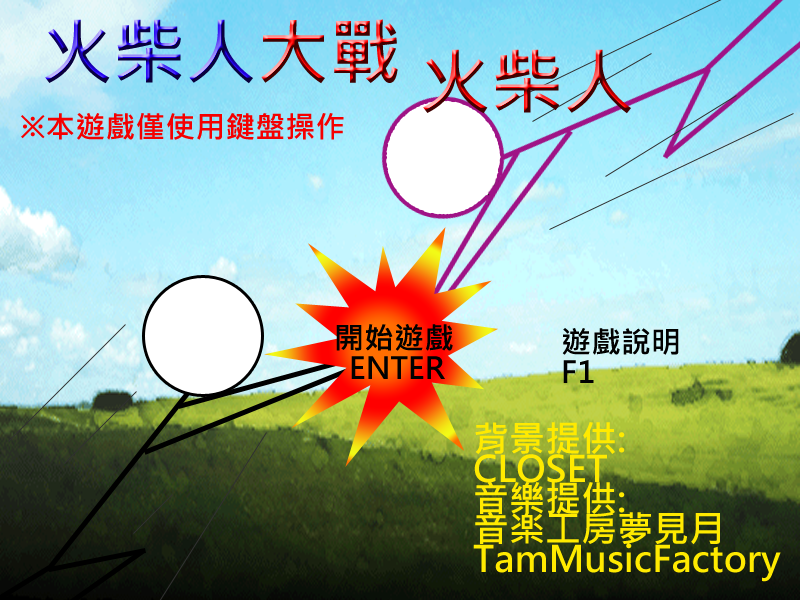 火柴人大戰
火柴人
※本遊戲僅使用鍵盤操作
開始遊戲
ENTER
遊戲說明
F1
背景提供:
CLOSET
音樂提供:
音楽工房夢見月
TamMusicFactory